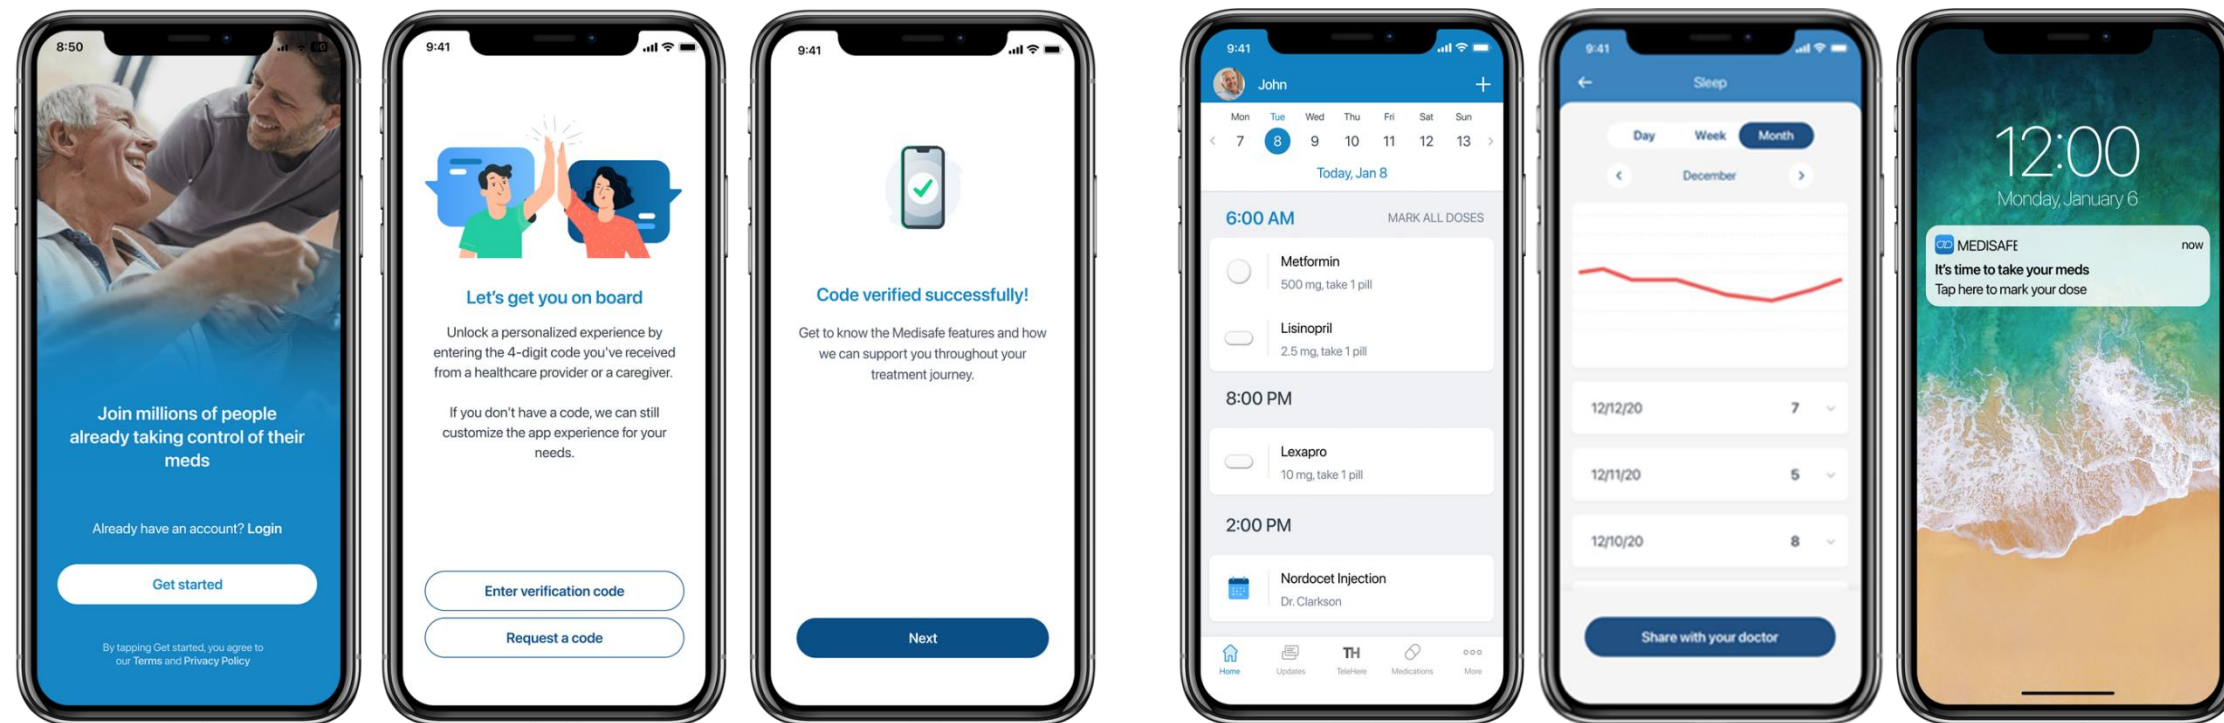 8:50
Join millions of people
already taking control of their
meds
Already have an account? Login
Get started
By tapping Get started, you agree to
our Terms and Privacy Policy
9:41
Let's get you on board
Unlock a personalized experience by
entering the 4-digit code you've received
from a healthcare provider or a caregiver.
If you don't have a code, we can still
customize the app experience for your
needs.
Enter verification code
Request a code
9:41
Code verified successfully!
Get to know the Medisafe features and how
we can support you throughout your
treatment journey.
Next
9:41
John
Mon Tue Wed Thu Fri Sat Sun
7 8 9 10 11 12 13
Today, Jan 8
6:00 AM MARK ALL DOSES
Metformin
500 mg, take 1 pill
Lisinopril
2.5 mg, take 1 pill
8:00 PM
Lexapro
10 mg, take 1 pill
2:00 PM
Nordocet Injection
Dr. Clarkson
TH
Home Updates TeleHere Medications More
9:41
Sleep
Day Week Month
December
12/12/20 7
12/11/20 5
12/10/20 8
Share with your doctor
12:00
Monday, January 6
MEDISAFE now
It's time to take your meds
Tap here to mark your dose